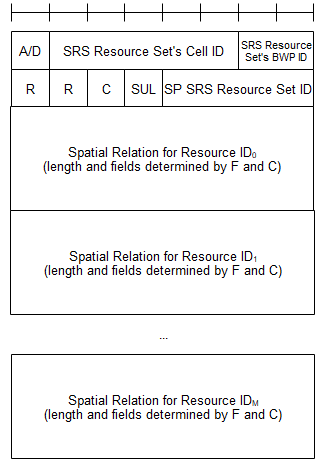 A/D SRS Resource Set's Cell ID SRS Resource
Set's BWP ID
R R C SUL SP SRS Resource Set ID
Spatial Relation for Resource ID₀
(length and fields determined by F and C)
Spatial Relation for Resource ID₁
(length and fields determined by F and C)
...
Spatial Relation for Resource IDM
(length and fields determined by F and C)